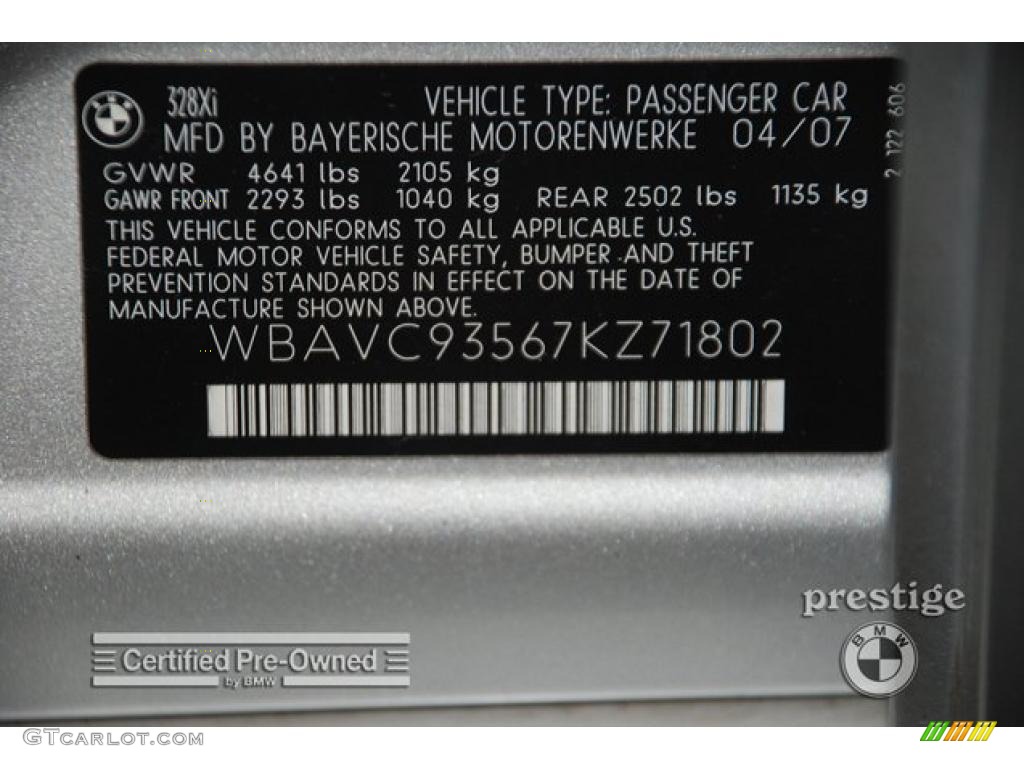 328Xi VEHICLE TYPE: PASSENGER CAR
MFD BY BAYERISCHE MOTORENWERKE 04/07
GVWR 4641 lbs 2105 kg
GAWR FRONT 2293 lbs 1040 kg REAR 2502 lbs 1135 kg
THIS VEHICLE CONFORMS TO ALL APPLICABLE U.S.
FEDERAL MOTOR VEHICLE SAFETY, BUMPER AND THEFT
PREVENTION STANDARDS IN EFFECT ON THE DATE OF
MANUFACTURE SHOWN ABOVE.
WBAVC93567KZ71802
2 122 606
prestige
BMW
Certified Pre-Owned
by BMW
GTCARLOT.COM